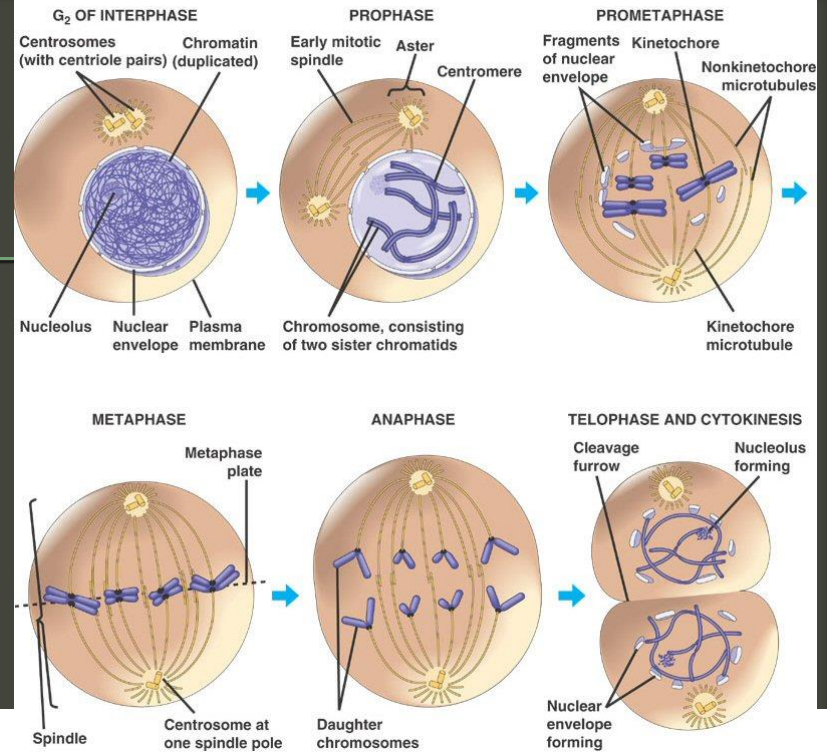 G₂ OF INTERPHASE
PROPHASE
PROMETAPHASE
Centrosomes
(with centriole pairs)
Chromatin
(duplicated)
Early mitotic
spindle
Aster
Centromere
Fragments
of nuclear
envelope
Kinetochore
Nonkinetochore
microtubules
Nucleolus
Nuclear
envelope
Plasma
membrane
Chromosome, consisting
of two sister chromatids
Kinetochore
microtubule
METAPHASE
ANAPHASE
TELOPHASE AND CYTOKINESIS
Metaphase
plate
Cleavage
furrow
Nucleolus
forming
Spindle
Centrosome at
one spindle pole
Daughter
chromosomes
Nuclear
envelope
forming